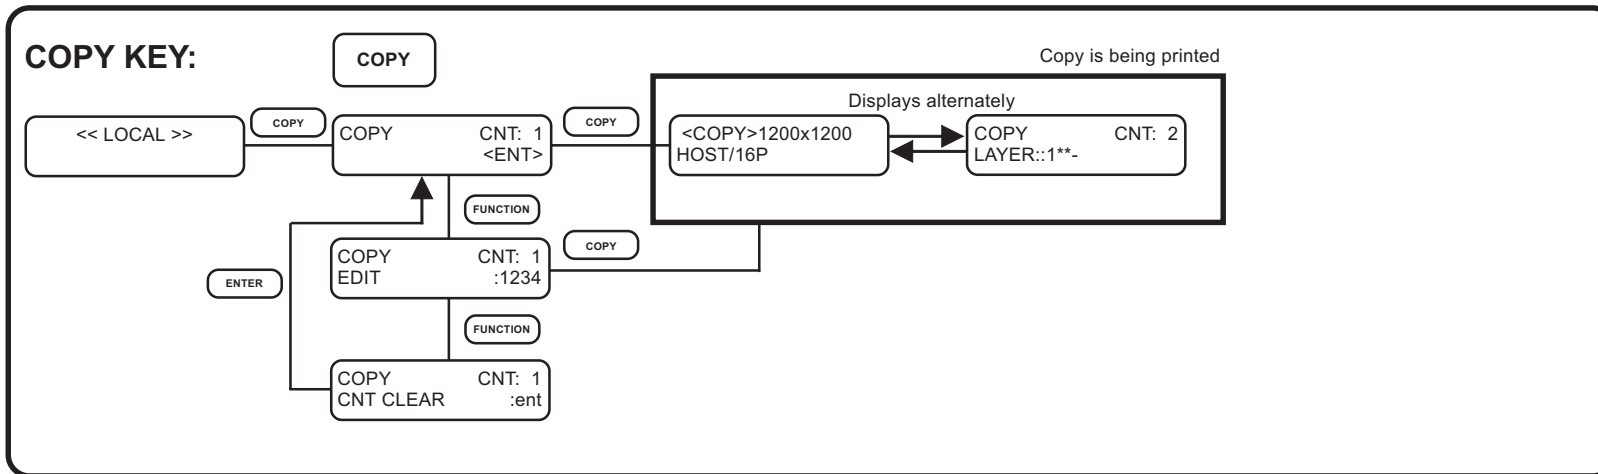 COPY KEY:
COPY
Copy is being printed
Displays alternately
<< LOCAL >>
COPY
COPY CNT: 1
<ENT>
COPY
<COPY>1200x1200
HOST/16P
COPY CNT: 2
LAYER::1**-
FUNCTION
COPY CNT: 1
EDIT :1234
COPY
ENTER
FUNCTION
COPY CNT: 1
CNT CLEAR :ent